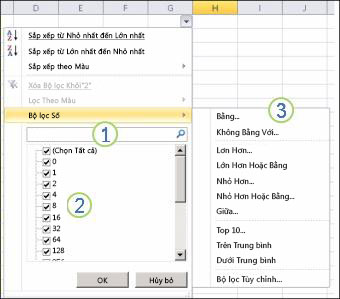 H I J
Sắp xếp từ Nhỏ nhất đến Lớn nhất
Sắp xếp từ Lớn nhất đến Nhỏ nhất
Sắp xếp theo Màu
Xóa Bộ lọc Khỏi"2"
Lọc Theo Màu
Bộ lọc Số
1
(Chọn Tất cả)
0
1
2
4
8
16
32
64
128
2
OK Hủy bỏ
3
Bằng...
Không Bằng Với...
Lớn Hơn...
Lớn Hơn Hoặc Bằng
Nhỏ Hơn...
Nhỏ Hơn Hoặc Bằng...
Giữa...
Top 10...
Trên Trung bình
Dưới Trung bình
Bộ lọc Tùy chỉnh...